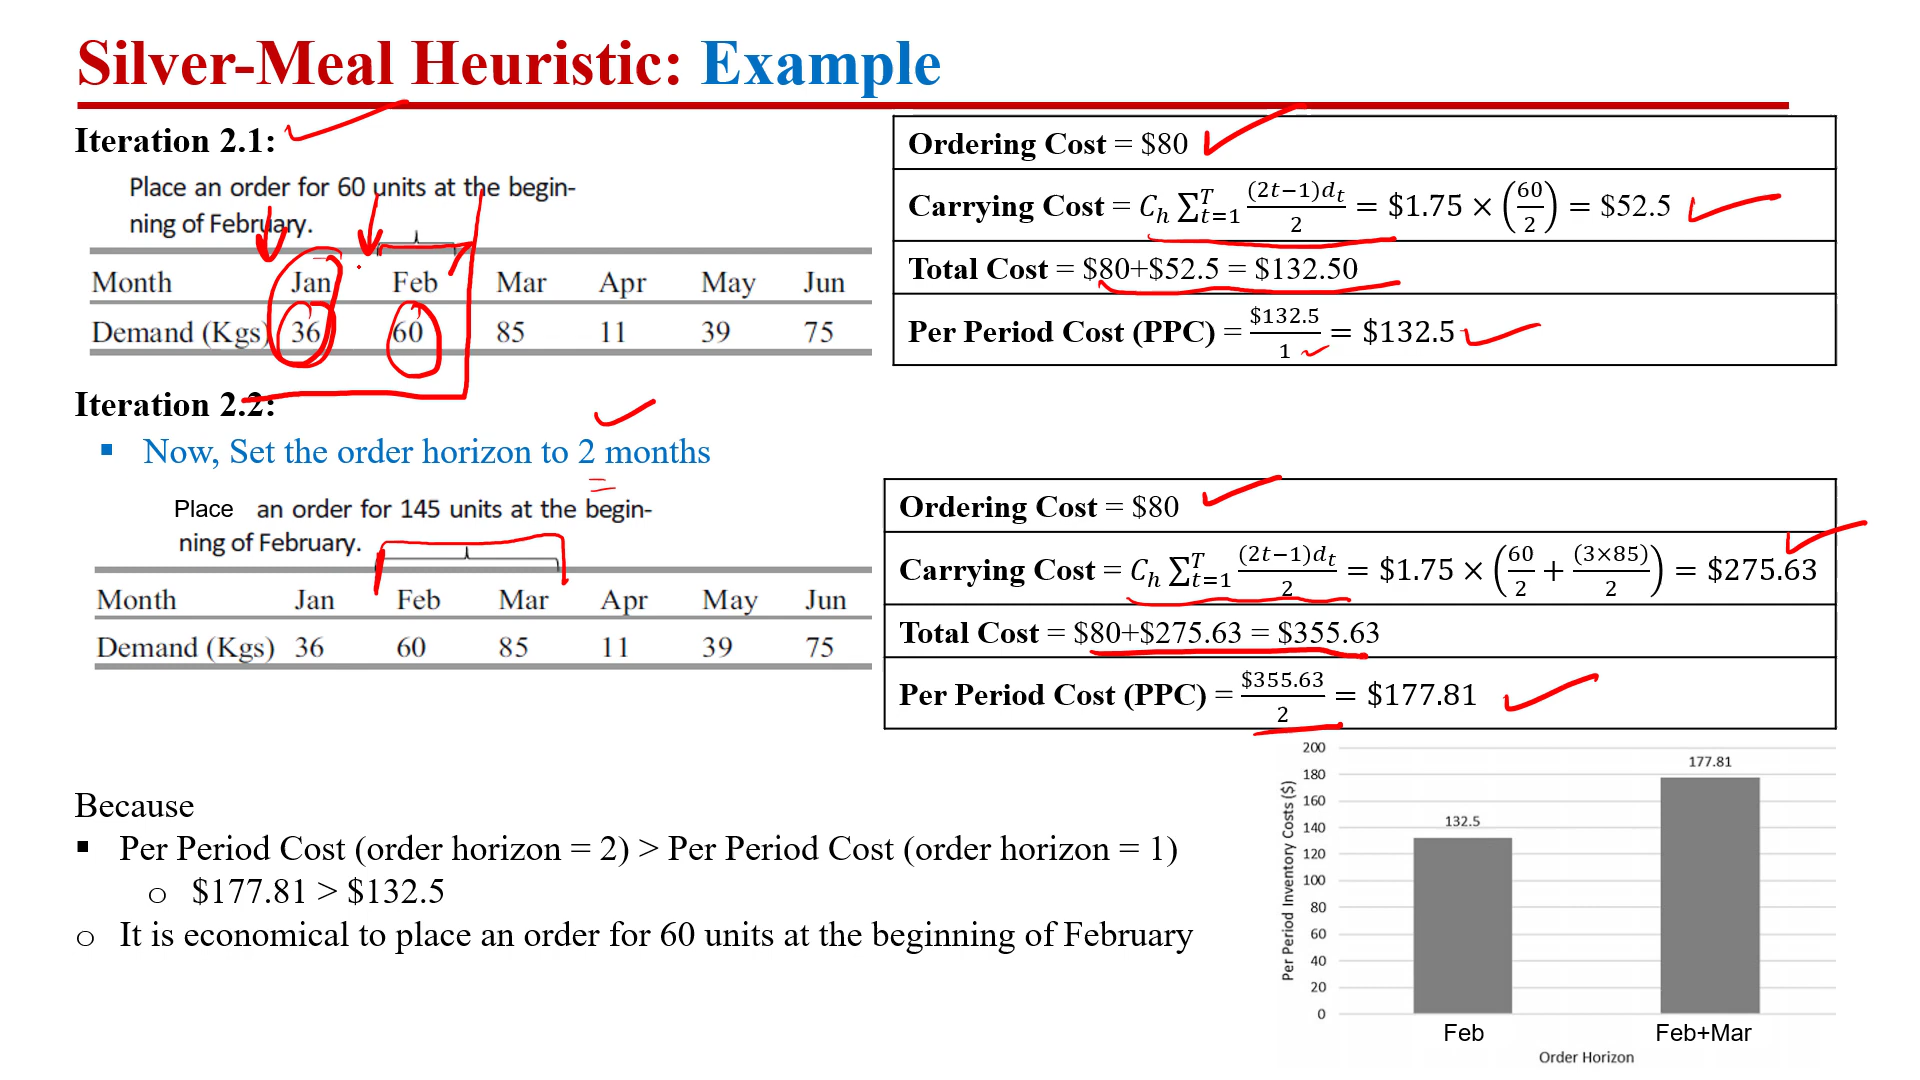 Silver-Meal Heuristic: Example
Iteration 2.1:
Place an order for 60 units at the begin-
ning of February.
Month Jan Feb Mar Apr May Jun
Demand (Kgs) 36 60 85 11 39 75
Ordering Cost = $80
Carrying Cost = C_h ∑_{t=1}^{T} (2t−1)d_t / 2 = $1.75 × (60/2) = $52.5
Total Cost = $80+$52.5 = $132.50
Per Period Cost (PPC) = $132.5/1 = $132.5
Iteration 2.2:
▪ Now, Set the order horizon to 2 months
Place an order for 145 units at the begin-
ning of February.
Month Jan Feb Mar Apr May Jun
Demand (Kgs) 36 60 85 11 39 75
Ordering Cost = $80
Carrying Cost = C_h ∑_{t=1}^{T} (2t−1)d_t / 2 = $1.75 × (60/2 + (3×85)/2) = $275.63
Total Cost = $80+$275.63 = $355.63
Per Period Cost (PPC) = $355.63/2 = $177.81
Because
▪ Per Period Cost (order horizon = 2) > Per Period Cost (order horizon = 1)
o $177.81 > $132.5
o It is economical to place an order for 60 units at the beginning of February
Per Period Inventory Costs ($)
200
180
160
140
120
100
80
60
40
20
0
132.5
177.81
Feb Feb+Mar
Order Horizon